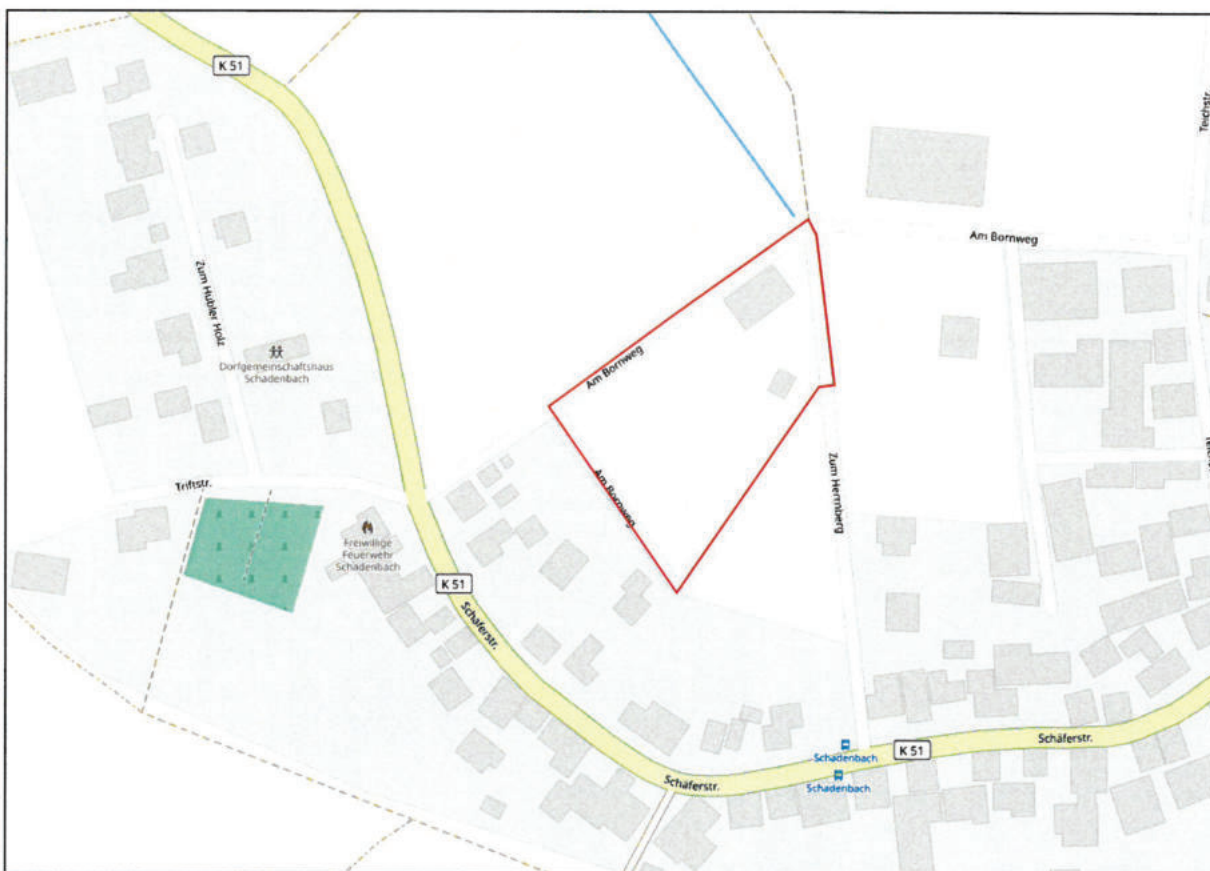 K 51
Teichstr.
Am Bornweg
Zum Hubler Holz
Dorfgemeinschaftshaus
Schadenbach
Am Bornweg
Am Bornweg
Triftstr.
Zum Herrnberg
Freiwillige
Feuerwehr
Schadenbach
K 51
Schäferstr.
Schadenbach
K 51
Schäferstr.
Schäferstr.
Schadenbach